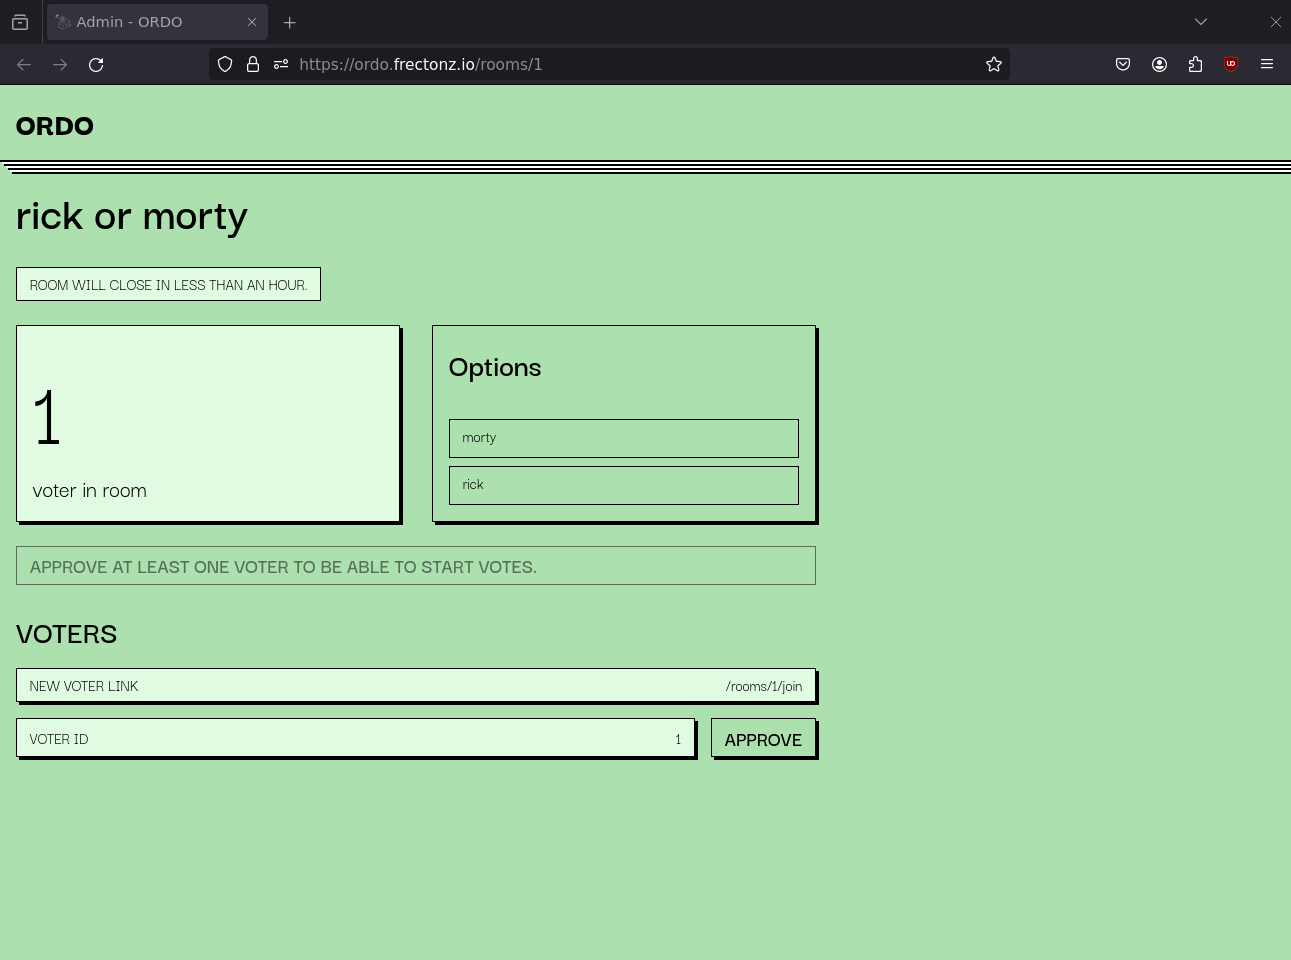 Admin - ORDO
https://ordo.frectonz.io/rooms/1
ORDO
rick or morty
ROOM WILL CLOSE IN LESS THAN AN HOUR.
1
voter in room
Options
morty
rick
APPROVE AT LEAST ONE VOTER TO BE ABLE TO START VOTES.
VOTERS
NEW VOTER LINK /rooms/1/join
VOTER ID 1 APPROVE